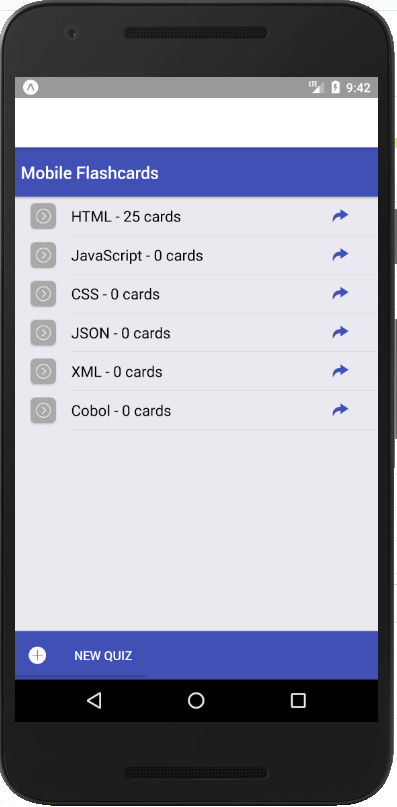 LTE 9:42
Mobile Flashcards
HTML - 25 cards
JavaScript - 0 cards
CSS - 0 cards
JSON - 0 cards
XML - 0 cards
Cobol - 0 cards
NEW QUIZ